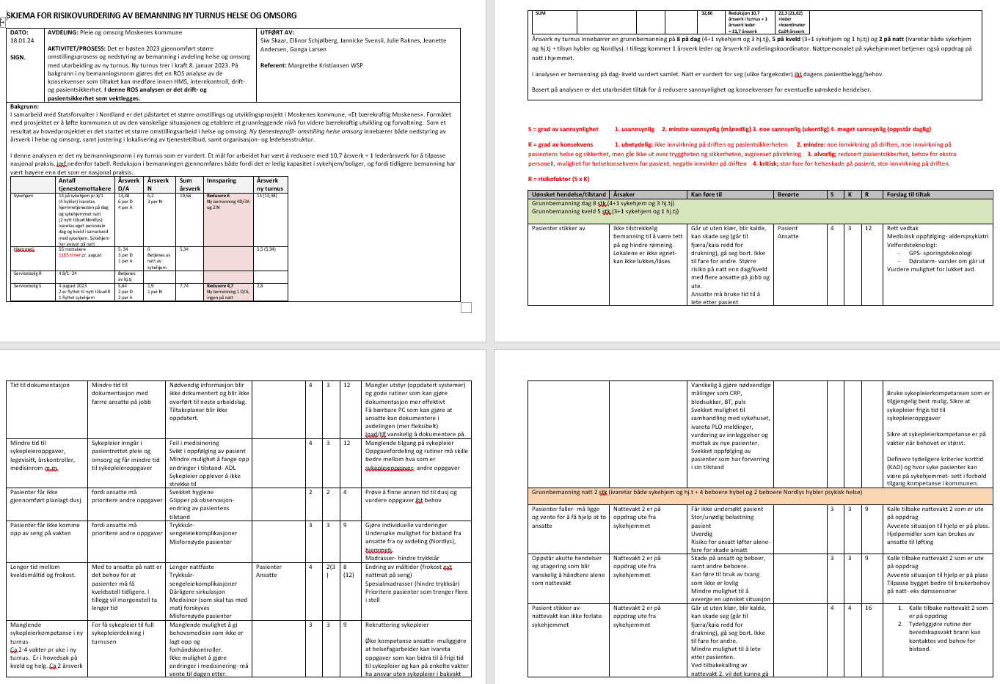 SKJEMA FOR RISIKOVURDERING AV BEMANNING NY TURNUS HELSE OG OMSORG
DATO:
18.01.24
SIGN.
AVDELING: Pleie og omsorg Moskenes kommune
AKTIVITET/PROSESS: Det er høsten 2023 gjennomført større
omstillingsprosess og nedstyring av bemanning i avdeling helse og omsorg
med utarbeiding av ny turnus. Ny turnus trer i kraft 8. januar 2023. På
bakgrunn i ny bemanningsnorm gjøres det en ROS analyse av de
konsekvenser som tiltaket kan medføre innen HMS, internkontroll, drift-
og pasientsikkerhet. I denne ROS analysen er det drift- og
pasientsikkerhet som vektlegges.
UTFØRT AV:
Siw Skaar, Ellinor Schjølberg, Jannicke Svensli, Julie Raknes, Jeanette
Andersen, Ganga Larsen
Referent: Margrethe Kristiansen WSP
Bakgrunn:
I samarbeid med Statsforvalter i Nordland er det påstartet et større omstillings og utviklingsprosjekt i Moskenes kommune, «Et bærekraftig Moskenes». Formålet
med prosjektet er å løfte kommunen ut av den vanskelige situasjonen og etablere et grunnleggende nivå for videre bærekraftig utvikling og forvaltning. Som et
resultat av hovedprosjektet er det startet et større omstillingsarbeid i helse og omsorg. Ny tjenesteprofil- omstilling helse omsorg innebærer både nedstyring av
årsverk i helse og omsorg, samt justering i lokalisering av tjenestetilbud, samt organisasjon- og ledelsesstruktur.
I denne analysen er det ny bemanningsnorm i ny turnus som er vurdert. Et mål for arbeidet har vært å redusere med 10,7 årsverk + 1 lederårsverk for å tilpasse
nasjonal praksis, jmf nedenfor tabell. Reduksjon i bemanningen gjennomføres både fordi det er ledig kapasitet i sykehjem/boliger, og fordi tidligere bemanning har
vært høyere enn det som er nasjonal praksis.
Antall tjenestemottakere
Årsverk D/A
Årsverk N
Sum årsverk
Innsparing
Årsverk ny turnus
Sykehjem
14 på sykehjem pr.8/1
(4 hybler) ivaretas
hjemmetjenesten på dag
og sykehjemmet natt
(2 nytt tilbud Nordlys)
ivaretas eget personale
dag og kveld i samarbeid
med sykehjem. Sykehjem
har ansvar på natt
13,38
6 per D
4 per A
6,2
3 per N
19,58
Redusere 6
Ny bemanning 4D/3A
og 2 N
14 (13,48)
55 mottakere
1165 timer pr. august
5, 34
3 per D
1 per A
0
Betjenes av
natt av
sykehjem
5,34
5,5 (5,34)
Servicebolig R
4 8/1- 24
Betjenes
av hj.tj
Servicebolig S
4 august 2023
2 er flyttet til nytt tilbud R
1 flyttet sykehjem
5,84
2 per D
2 per A
1,9
1 per N
7,74
Redusere 4,7
Ny bemanning 1 D/A,
ingen på natt
2,8
SUM
32,66
Reduksjon 10,7
årsverk i turnus + 1
årsverk leder
= 11,7 årsverk
22,3 (21,62)
+leder
+koordinator
Ca24 årsverk
Årsverk ny turnus innebærer en grunnbemanning på 8 på dag (4+1 sykehjem og 3 hj.tj), 5 på kveld (3+1 sykehjem og 1 hj.tj) og 2 på natt (ivaretar både sykehjem
og hj.tj + tilsyn hybler og Nordlys). I tillegg kommer 1 årsverk leder og årsverk til avdelingskoordinator. Nattpersonalet på sykehjemmet betjener også oppdrag på
natt i hjemmet.
I analysen er bemanning på dag- kveld vurdert samlet. Natt er vurdert for seg (ulike fargekoder) iht dagens pasientbelegg/behov.
Basert på analysen er det utarbeidet tiltak for å redusere sannsynlighet og konsekvenser for eventuelle uønskede hendelser.
S = grad av sannsynlighet 1. usannsynlig 2. mindre sannsynlig (månedlig) 3. noe sannsynlig (ukentlig) 4. meget sannsynlig (oppstår daglig)
K = grad av konsekvens 1. ubetydelig: ikke innvirkning på driften og pasientsikkerheten 2. mindre: noe innvirkning på driften, innvirkning på
pasientens helse og sikkerhet, men går ikke ut over tryggheten og sikkerheten, avgrenset påvirkning 3. alvorlig; redusert pasientsikkerhet, behov for ekstra
personell, mulighet for helsekonsekvens for pasient, negativ innvirker på driften 4. kritisk; stor fare for helseskade på pasient, stor innvirkning på driften.
R = risikofaktor (S x K)
Uønsket hendelse/tilstand Årsaker Kan føre til Berørte S K R Forslag til tiltak
Grunnbemanning dag 8 stk (4+1 sykehjem og 3 hj.tj)
Grunnbemanning kveld 5 stk (3+1 sykehjem og 1 hj.tj)
Pasienter stikker av
Ikke tilstrekkelig
bemanning til å være tett
på og hindre rømning.
Lokalene er ikke egnet-
kan ikke lukkes/låses
Går ut uten klær, blir kalde,
kan skade seg (går til
fjæra/kaia redd for
drukning), gå seg bort. Ikke
til fare for andre. Større
risiko på natt enn dag/kveld
med flere ansatte på jobb og
ute.
Ansatte må bruke tid til å
lete etter pasient
Pasient
Ansatte
4 3 12
Rett vedtak
Medisinsk oppfølging- alderspsykiatri
Velferdsteknologi:
- GPS- sporingsteknologi
- Døralarm- varsler om går ut
Vurdere mulighet for lukket avd.
Tid til dokumentasjon
Mindre tid til
dokumentasjon med
færre ansatte på jobb
Nødvendig informasjon blir
ikke dokumentert og blir ikke
overført til neste arbeidslag.
Tiltaksplaner blir ikke
oppdatert.
4 3 12
Mangler utstyr (oppdatert systemer)
og gode rutiner som kan gjøre
dokumentasjon mer effektivt
Få bærbare PC som kan gjøre at
ansatte kan dokumentere i
avdelingen (mer fleksibelt)
Ipad/tlf vanskelig å dokumentere på.
Mindre tid til
sykepleieroppgaver,
legevisitt, årskontroller,
medisinrom m.m.
Sykepleier inngår i
pasientrettet pleie og
omsorg og får mindre tid
til sykepleieroppgaver
Feil i medisinering
Svikt i oppfølging av pasient
Mindre mulighet å fange opp
endringer i tilstand- ADL
Sykepleier opplever å ikke
strekke til
4 3 12
Manglende tilgang på sykepleier
Oppgavefordeling og rutiner må skille
bedre mellom hva som er
sykepleieoppgaver- andre oppgaver
Pasienter får ikke
gjennomført planlagt dusj
fordi ansatte må
prioritere andre oppgaver
Svekket hygiene
Glipper på observasjon-
endring av pasientens
tilstand
2 2 4
Prøve å finne annen tid til dusj og
vurdere oppgaver iht behov
Pasienter får ikke komme
opp av seng på vakten
fordi ansatte må
prioritere andre oppgaver
Trykksår-
sengeleiekomplikasjoner
Misfornøyde pasienter
3 3 9
Gjøre individuelle vurderinger
Undersøke mulighet for bistand fra
ansatte fra ny avdeling (Nordlys),
hjemmetj.
Madrasser- hindre trykksår
Lenger tid mellom
kveldsmåltid og frokost.
Med to ansatte på natt er
det behov for at
pasienter må få
kveldsstell tidligere. I
tillegg vil morgenstell ta
lenger tid
Lenger nattfaste
Trykksår-
sengeleiekomplikasjoner
Dårligere sirkulasjon
Medisiner (som skal tas med
mat) forskyves
Misfornøyde pasienter
Pasienter
Ansatte
4 2(3) 8 (12)
Endring av måltider (frokost evt
nattmat på seng)
Spesialmadrasser (hindre trykksår)
Prioritere pasienter som trenger flere
i stell
Manglende
sykepleierkompetanse i ny
turnus
Ca 2-4 vakter pr uke i ny
turnus. Er i hovedsak på
kveld og helg. Ca 2 årsverk
For få sykepleier til full
sykepleierdekning i
turnusen
Manglende mulighet å gi
behovsmedisin som ikke er
lagt opp og
forhåndskontroller.
Ikke mulighet å gjøre
endringer i medisinering- må
vente til dagen etter.
3 3 9
Rekruttering sykepleier
Øke kompetanse ansatte- muliggjøre
at helsefagarbeider kan ivareta
oppgaver som kan bidra til å frigi tid
til sykepleier og kan på enkelte vakter
ha ansvar uten sykepleier i bakvakt
Vanskelig å gjøre nødvendige
målinger som CRP,
blodsukker, BT, puls
Svekket mulighet til
samhandling med sykehuset,
ivareta PLO meldinger,
vurdering av innleggelser og
mottak av nye pasienter.
Svekket oppfølging av
pasienter som har forverring
i sin tilstand
Bruke sykepleierkompetansen som er
tilgjengelig best mulig. Sikre at
sykepleier frigis tid til
sykepleieroppgaver
Sikre at sykepleierkompetanse er på
vakter når behovet er størst.
Definere tydeligere kriterier korttid
(KAD) og hvor syke pasienter kan
være på sykehjemmet- sett i forhold
tilgang kompetanse i kommunen.
Grunnbemanning natt 2 stk (ivaretar både sykehjem og hj.t + 4 beboere hybel og 2 beboere Nordlys hybler psykisk helse)
Pasienter faller- må ligge
og vente for å få hjelp at to
ansatte
Nattevakt 2 er på
oppdrag ute fra
sykehjemmet
Får ikke undersøkt pasient
Stor/unødig belastning
pasient
Uverdig
Risiko for ansatt løfter alene-
fare for skade ansatt
3 3 9
Kalle tilbake nattevakt 2 som er ute
på oppdrag
Avvente situasjon til hjelp er på plass.
Hjelpemidler som kan brukes av
ansatte til løfting
Oppstår akutte hendelser
og utagering som blir
vanskelig å håndtere alene
som nattevakt
Nattevakt 2 er på
oppdrag ute fra
sykehjemmet
Skade på ansatt og beboer,
samt andre beboere.
Kan føre til bruk av tvang
som ikke er lovlig
Mindre mulighet til å
avverge en uønsket situasjon
3 3 9
Kalle tilbake nattevakt 2 som er ute
på oppdrag
Avvente situasjon til hjelp er på plass
Tilpasse bygget bedre til brukerbehov
på natt- eks dørssensorer
Pasient stikker av-
nattevakt kan ikke forlate
sykehjemmet
Nattevakt 2 er på
oppdrag ute fra
sykehjemmet
Går ut uten klær, blir kalde,
kan skade seg (går til
fjæra/kaia redd for
drukning), gå seg bort. Ikke
til fare for andre.
Mindre mulighet til å lete
etter pasienten.
Ved tilbakekalling av
nattevakt 2. vil det kunne gå
4 4 16
1. Kalle tilbake nattevakt 2 som
er på oppdrag
2. Tydeliggjøre rutine der
beredskapsvakt brann kan
kontaktes ved behov for
bistand.